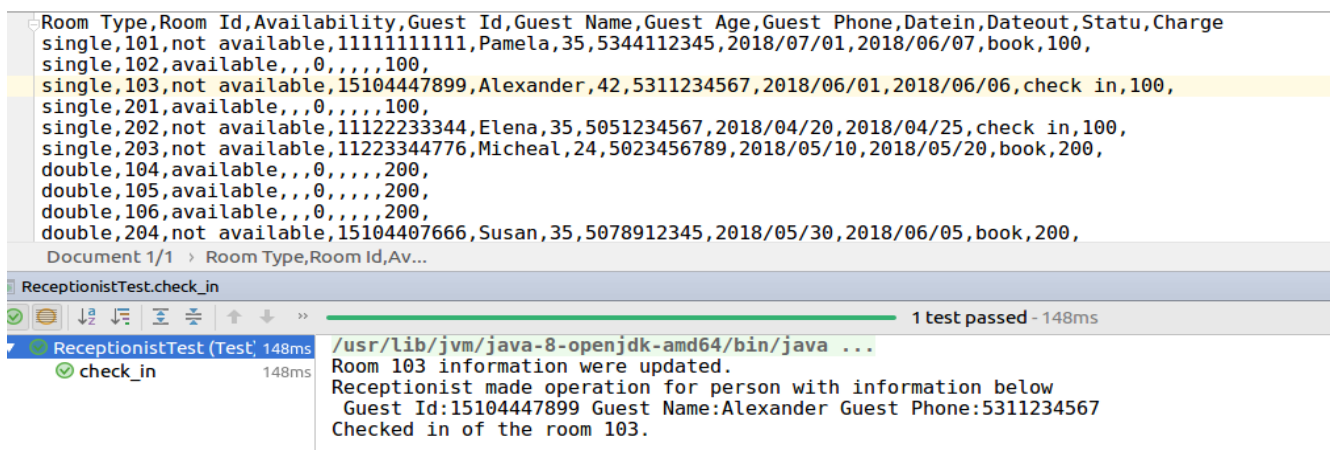 Room Type,Room Id,Availability,Guest Id,Guest Name,Guest Age,Guest Phone,Datein,Dateout,Statu,Charge
single,101,not available,11111111111,Pamela,35,5344112345,2018/07/01,2018/06/07,book,100,
single,102,available,,,0,,,,,100,
single,103,not available,15104447899,Alexander,42,5311234567,2018/06/01,2018/06/06,check in,100,
single,201,available,,,0,,,,,100,
single,202,not available,11122233344,Elena,35,5051234567,2018/04/20,2018/04/25,check in,100,
single,203,not available,11223344776,Micheal,24,5023456789,2018/05/10,2018/05/20,book,200,
double,104,available,,,0,,,,,200,
double,105,available,,,0,,,,,200,
double,106,available,,,0,,,,,200,
double,204,not available,15104407666,Susan,35,5078912345,2018/05/30,2018/06/05,book,200,
Document 1/1 › Room Type,Room Id,Av...
ReceptionistTest.check_in
1 test passed - 148ms
ReceptionistTest (Test) 148ms
check_in 148ms
/usr/lib/jvm/java-8-openjdk-amd64/bin/java ...
Room 103 information were updated.
Receptionist made operation for person with information below
Guest Id:15104447899 Guest Name:Alexander Guest Phone:5311234567
Checked in of the room 103.